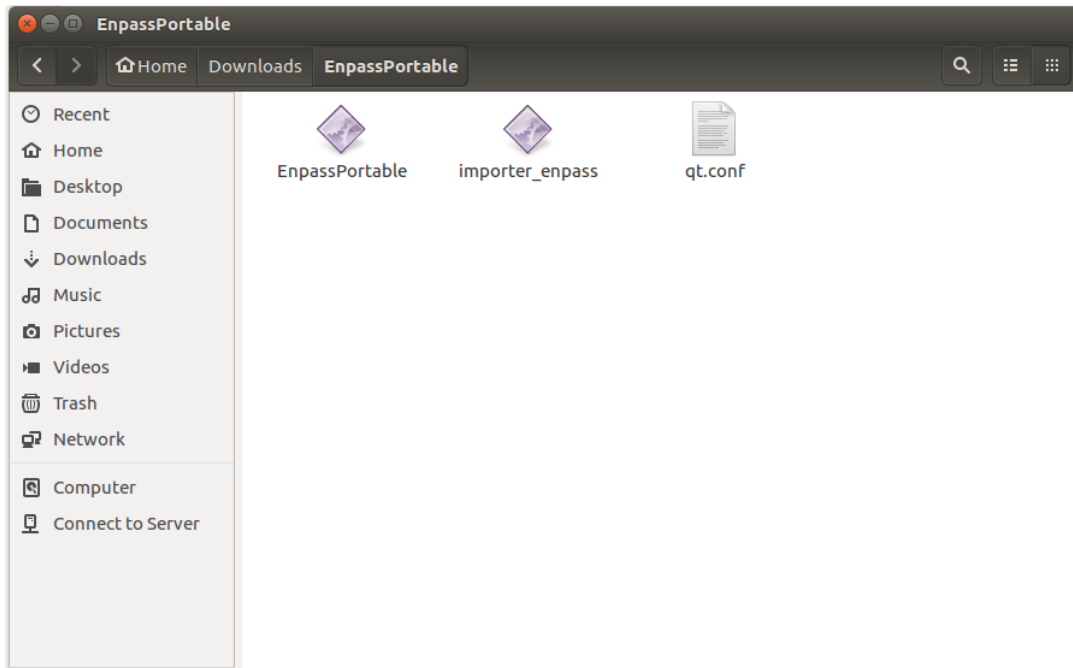 EnpassPortable
Home Downloads EnpassPortable
Recent
Home
Desktop
Documents
Downloads
Music
Pictures
Videos
Trash
Network
Computer
Connect to Server
EnpassPortable importer_enpass qt.conf